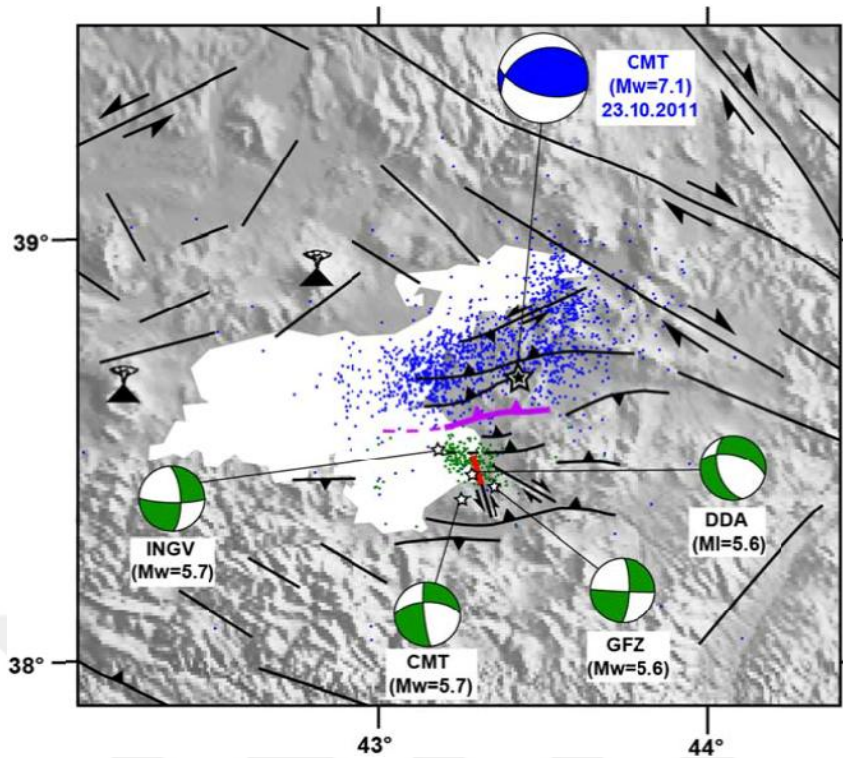 CMT
(Mw=7.1)
23.10.2011
39°
INGV
(Mw=5.7)
DDA
(Ml=5.6)
GFZ
(Mw=5.6)
CMT
(Mw=5.7)
38°
43°
44°